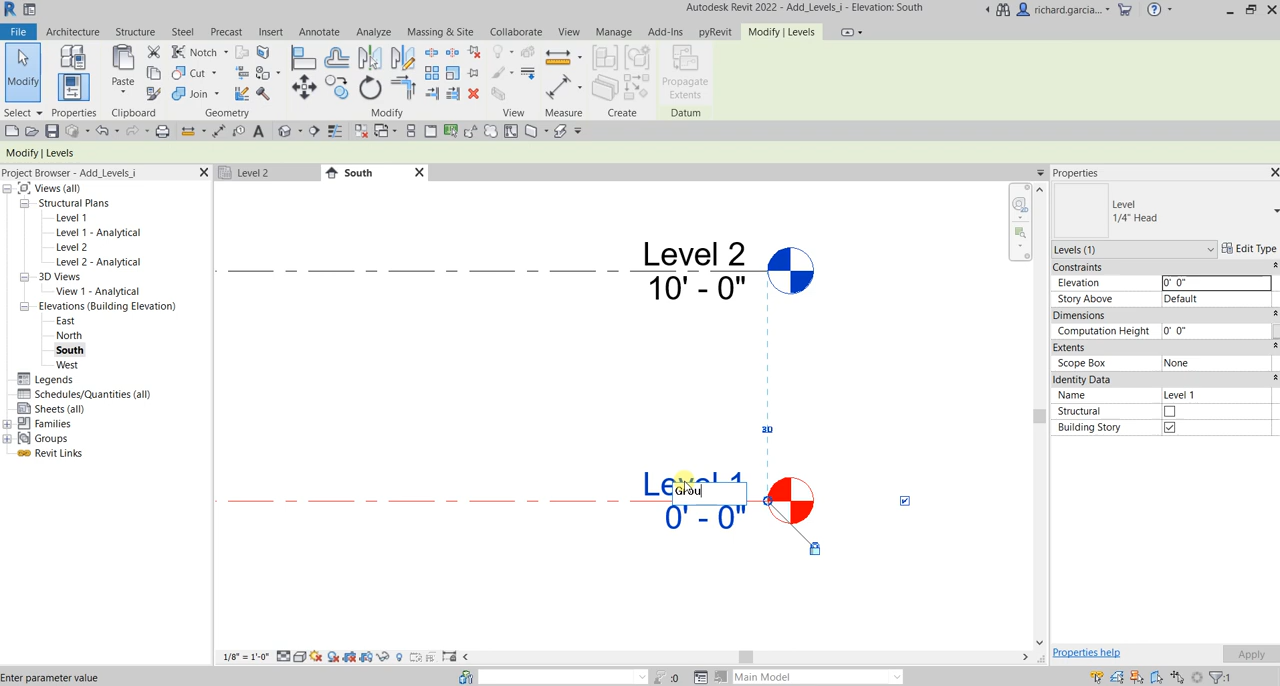 Autodesk Revit 2022 - Add_Levels_i - Elevation: South
richard.garcia...
File Architecture Structure Steel Precast Insert Annotate Analyze Massing & Site Collaborate View Manage Add-Ins pyRevit Modify | Levels
Modify
Paste
Notch
Cut
Join
Propagate
Extents
Select Properties Clipboard Geometry Modify View Measure Create Datum
Modify | Levels
Project Browser - Add_Levels_i
Views (all)
Structural Plans
Level 1
Level 1 - Analytical
Level 2
Level 2 - Analytical
3D Views
View 1 - Analytical
Elevations (Building Elevation)
East
North
South
West
Legends
Schedules/Quantities (all)
Sheets (all)
Families
Groups
Revit Links
Level 2 South
Level 2
10' - 0"
3D
Level 1
Grou
0' - 0"
1/8" = 1'-0"
Properties
Level
1/4" Head
Levels (1) Edit Type
Constraints
Elevation 0' 0"
Story Above Default
Dimensions
Computation Height 0' 0"
Extents
Scope Box None
Identity Data
Name Level 1
Structural
Building Story
Properties help Apply
Enter parameter value :0 Main Model :1